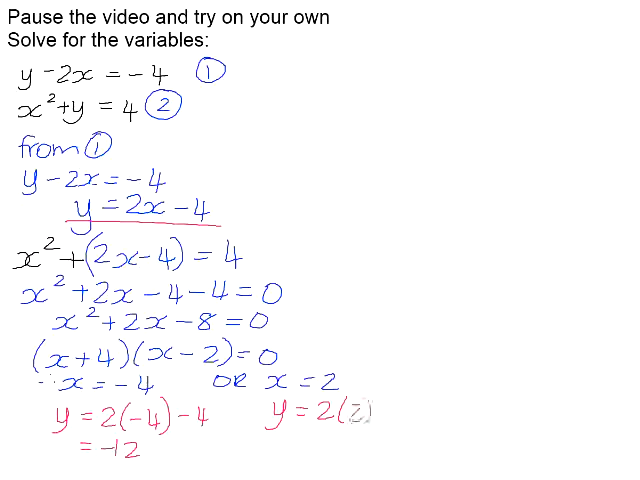 Pause the video and try on your own
Solve for the variables:
y - 2x = - 4 ①
x² + y = 4 ②
from ①
y - 2x = - 4
y = 2x - 4
x² + (2x - 4) = 4
x² + 2x - 4 - 4 = 0
x² + 2x - 8 = 0
(x + 4)(x - 2) = 0
∴ x = - 4 OR x = 2
y = 2(-4) - 4 y = 2(2)
= -12